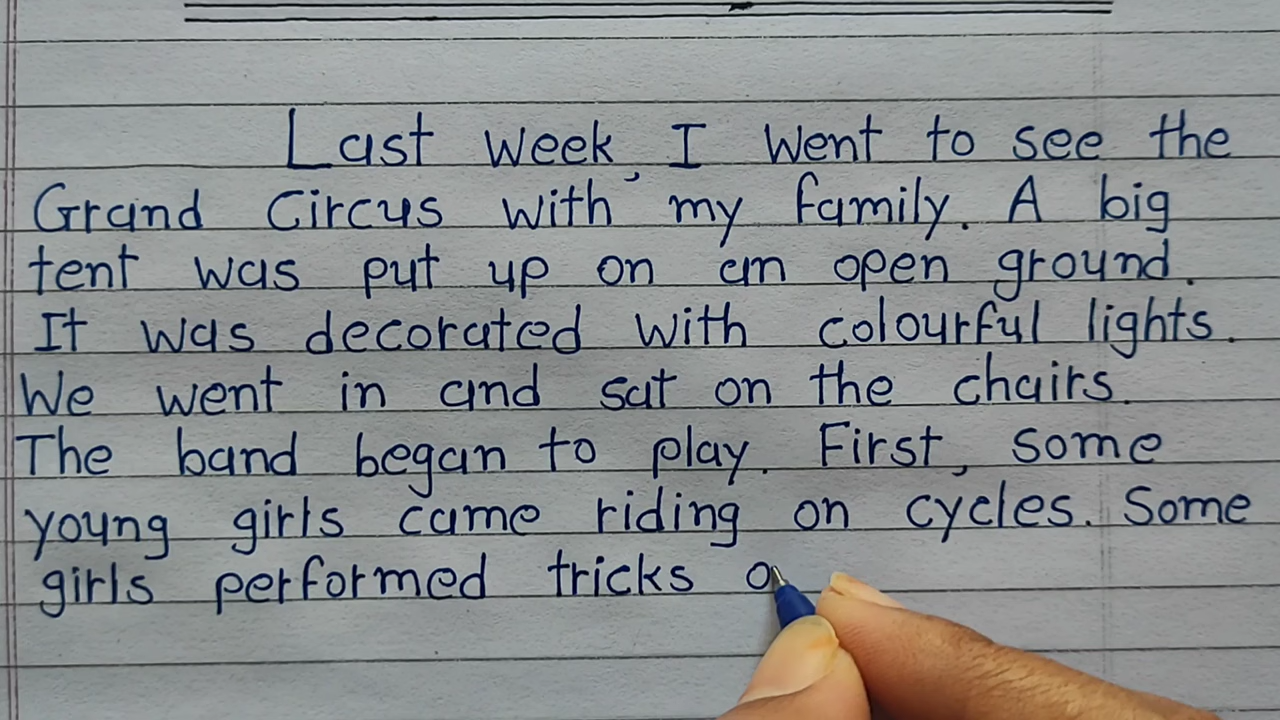 Last week, I went to see the
Grand Circus with my family. A big
tent was put up on an open ground.
It was decorated with colourful lights.
We went in and sat on the chairs.
The band began to play. First, some
young girls came riding on cycles. Some
girls performed tricks o